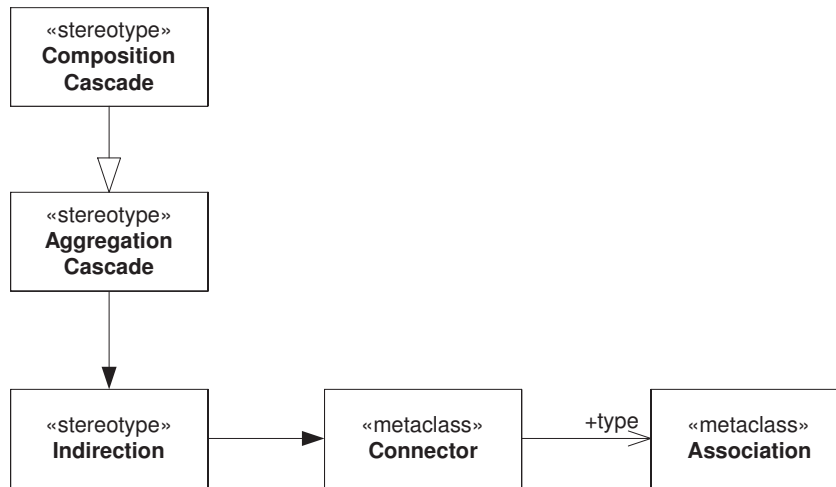 «stereotype»
Composition
Cascade
«stereotype»
Aggregation
Cascade
«stereotype»
Indirection
«metaclass»
Connector
+type
«metaclass»
Association